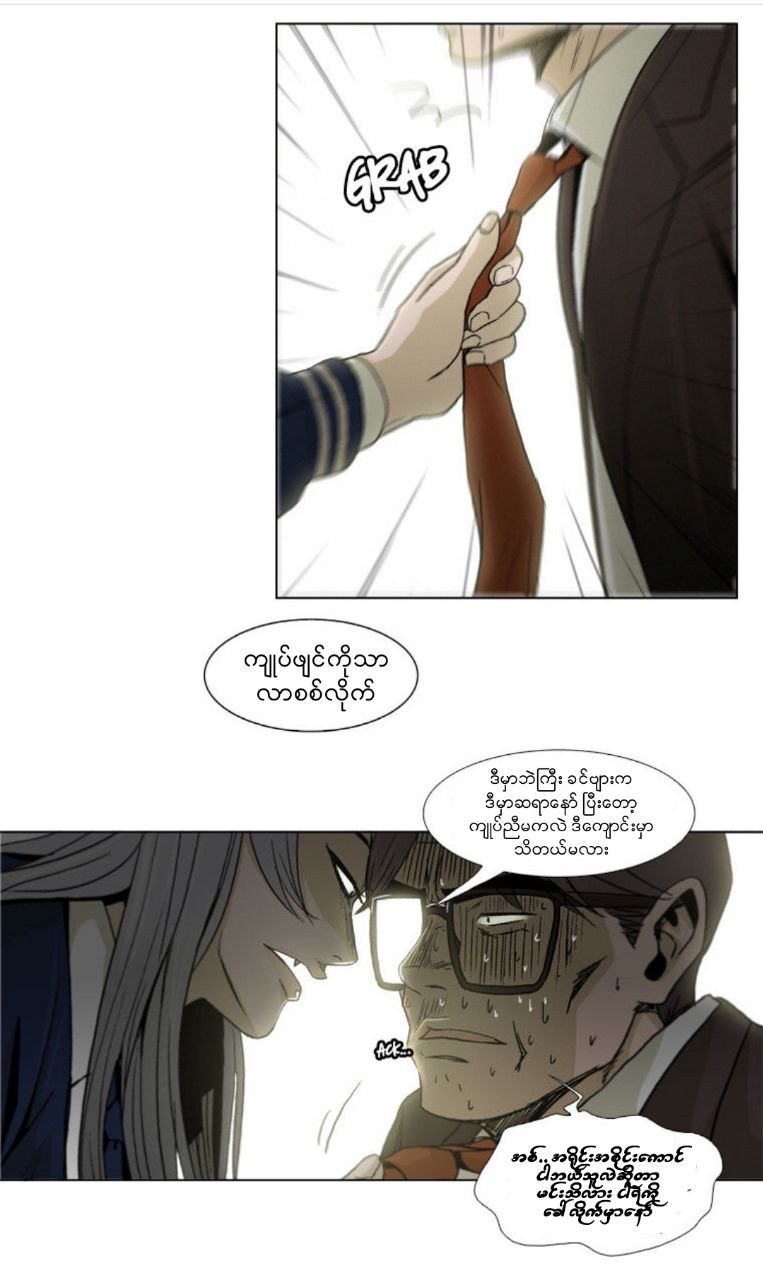 GRAB
ကျုပ်ဖျင်ကိုသာ
လာစစ်လိုက်
ဒီမှာဘဲကြီး ခင်ဗျားက
ဒီမှာဆရာနော် ပြီးတော့
ကျုပ်ညီမကလဲ ဒီကျောင်းမှာ
သိတယ်မလား
ACK...
အစ်.. အရိုင်းအစိုင်းကောင်
ငါဘယ်သူလဲဆိုတာ
မင်းသိလား ငါရဲကို
ခေါ်လိုက်မှာနော်